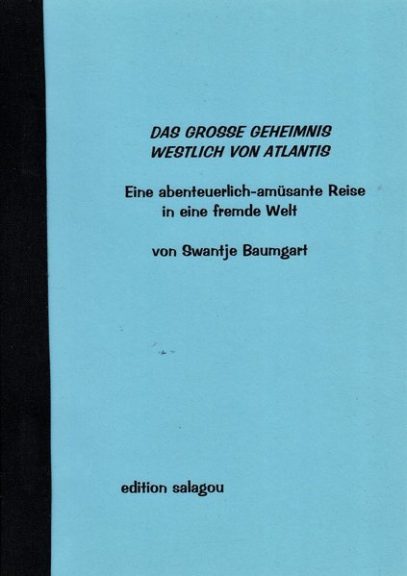 DAS GROSSE GEHEIMNIS
WESTLICH VON ATLANTIS
Eine abenteuerlich-amüsante Reise
in eine fremde Welt
von Swantje Baumgart
edition salagou